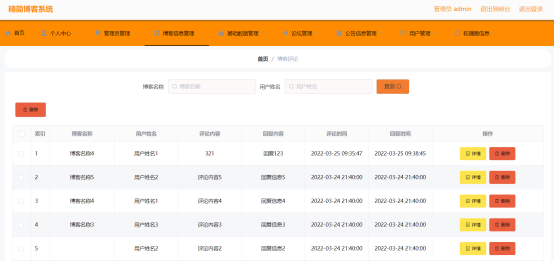 精简博客系统
管理员 admin 退出到前台 退出登录
首页 个人中心 管理员管理 博客信息管理 基础数据管理 论坛管理 公告信息管理 用户管理 轮播图信息
首页 / 博客评论
博客名称 博客名称 用户姓名 用户姓名 查询
删除
索引 博客名称 用户姓名 评论内容 回复内容 评论时间 回复时间 操作
1 博客名称4 用户姓名1 321 回复123 2022-03-25 09:35:47 2022-03-25 09:38:45 详情 删除
2 博客名称5 用户姓名2 评论内容5 回复信息5 2022-03-24 21:40:00 2022-03-24 21:40:00 详情 删除
3 博客名称4 用户姓名1 评论内容4 回复信息4 2022-03-24 21:40:00 2022-03-24 21:40:00 详情 删除
4 博客名称3 用户姓名3 评论内容3 回复信息3 2022-03-24 21:40:00 2022-03-24 21:40:00 详情 删除
5 博客名称2 用户姓名2 评论内容2 回复信息2 2022-03-24 21:40:00 2022-03-24 21:40:00 详情 删除